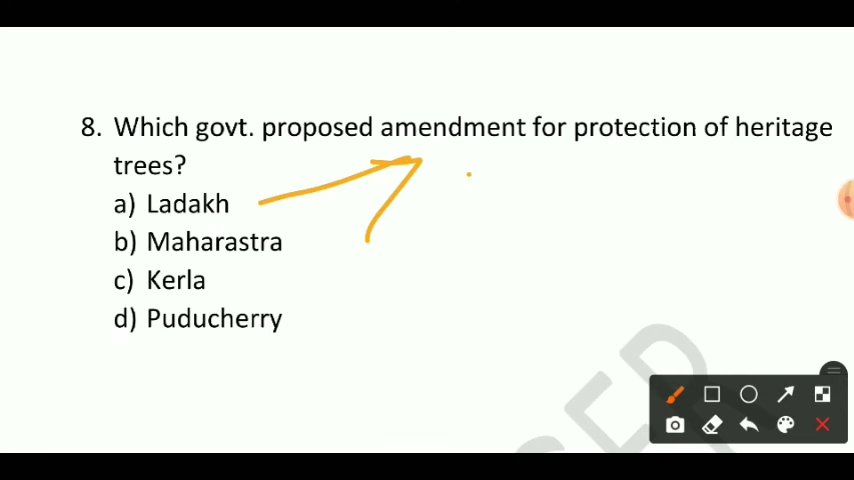 8. Which govt. proposed amendment for protection of heritage
trees?
a) Ladakh
b) Maharastra
c) Kerla
d) Puducherry